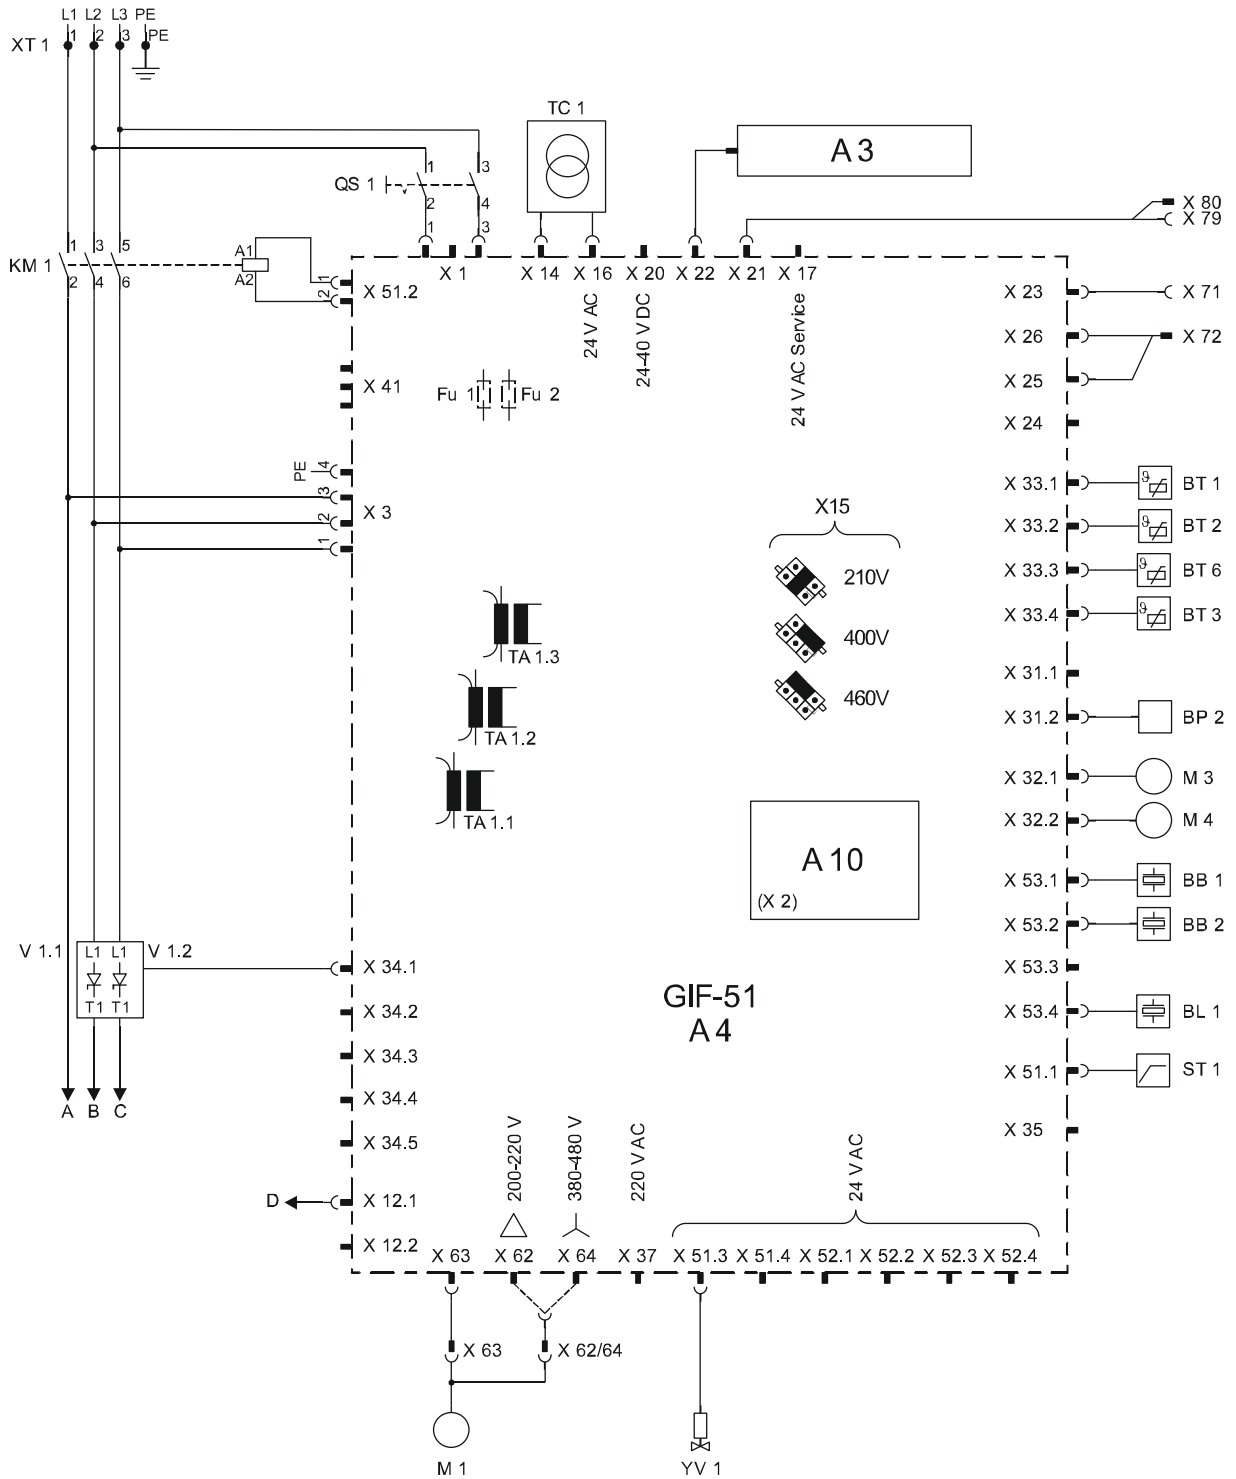 L1 L2 L3 PE
XT 1 1 2 3 PE
TC 1
A 3
QS 1 1 3
2 4
1 3
X 80
X 79
KM 1 1 3 5 A1
2 4 6 A2
1
2
X 51.2
X 1 X 14 X 16 X 20 X 22 X 21 X 17
24 V AC
24-40 V DC
24 V AC Service
X 23 X 71
X 26 X 72
X 25
X 24
X 41
Fu 1 Fu 2
PE 4
3
2
1
X 3
X 33.1 BT 1
X 33.2 BT 2
X 33.3 BT 6
X 33.4 BT 3
ϑ
ϑ
ϑ
ϑ
X15
210V
400V
460V
TA 1.3
TA 1.2
TA 1.1
X 31.1
X 31.2 BP 2
X 32.1 M 3
X 32.2 M 4
A 10
(X 2)
X 53.1 BB 1
X 53.2 BB 2
X 53.3
X 53.4 BL 1
X 51.1 ST 1
X 35
V 1.1 L1 L1 V 1.2
T1 T1
X 34.1
X 34.2
X 34.3
X 34.4
X 34.5
GIF-51
A 4
A B C
D X 12.1
X 12.2
200-220 V
380-480 V
220 V AC
24 V AC
X 63 X 62 X 64 X 37 X 51.3 X 51.4 X 52.1 X 52.2 X 52.3 X 52.4
X 63 X 62/64
M 1 YV 1